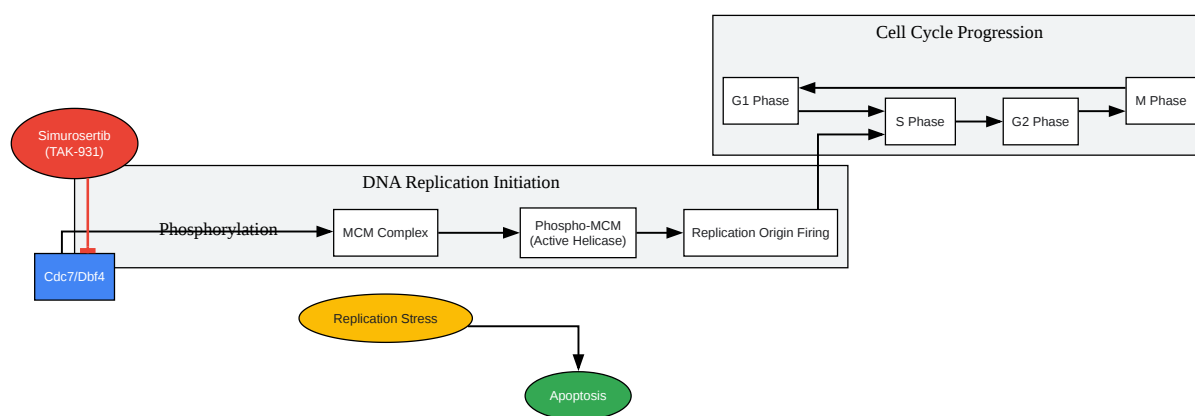 Cell Cycle Progression
G1 Phase
M Phase
S Phase
G2 Phase
Simurosertib
(TAK-931)
DNA Replication Initiation
Phosphorylation
MCM Complex
Phospho-MCM
(Active Helicase)
Replication Origin Firing
Cdc7/Dbf4
Replication Stress
Apoptosis